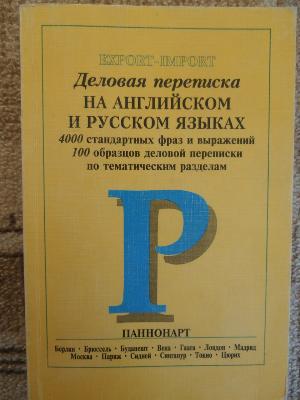 EXPORT-IMPORT
Деловая переписка
НА АНГЛИЙСКОМ
И РУССКОМ ЯЗЫКАХ
4000 стандартных фраз и выражений
100 образцов деловой переписки
по тематическим разделам
Р
ПАННОНАРТ
Берлин · Брюссель · Будапешт · Вена · Гаага · Лондон · Мадрид
Москва · Париж · Сидней · Сингапур · Токио · Цюрих